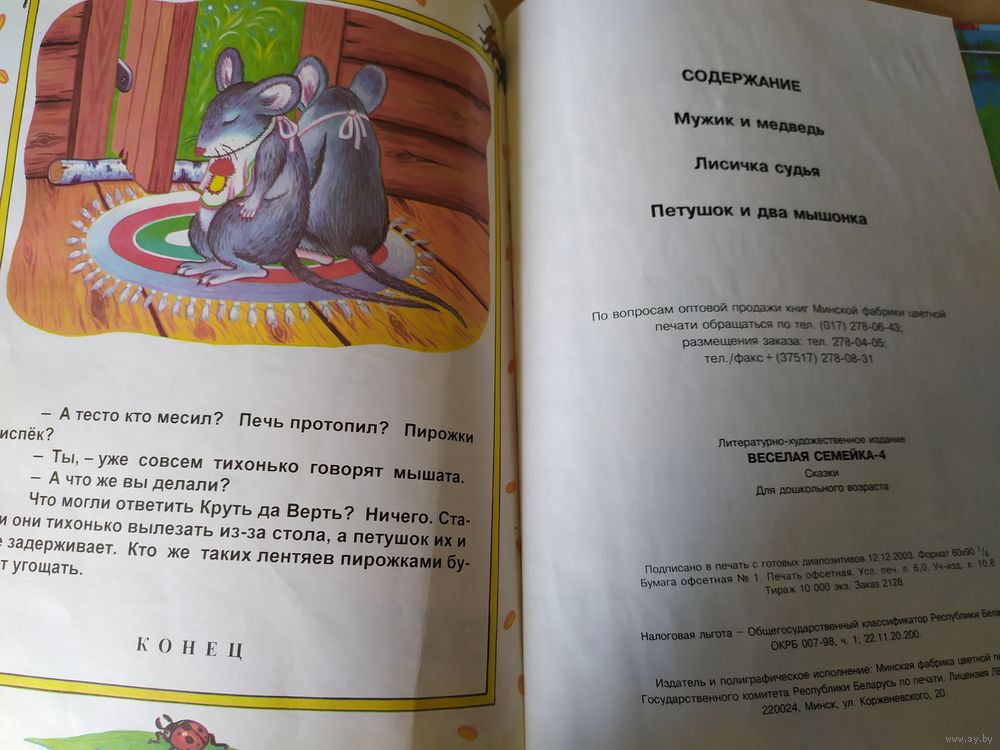 – А тесто кто месил? Печь протопил? Пирожки
испёк?
– Ты, – уже совсем тихонько говорят мышата.
– А что же вы делали?
Что могли ответить Круть да Верть? Ничего. Ста-
и они тихонько вылезать из-за стола, а петушок их и
е задерживает. Кто же таких лентяев пирожками бу-
т угощать.
КОНЕЦ
СОДЕРЖАНИЕ
Мужик и медведь
Лисичка судья
Петушок и два мышонка
По вопросам оптовой продажи книг Минской фабрики цветной
печати обращаться по тел. (017) 278-06-43;
размещения заказа: тел. 278-04-05;
тел./факс + (37517) 278-08-31
Литературно-художественное издание
ВЕСЕЛАЯ СЕМЕЙКА-4
Сказки
Для дошкольного возраста
Подписано в печать с готовых диапозитивов 12.12.2003. Формат 60х90 1/8
Бумага офсетная № 1. Печать офсетная. Усл. печ. л. 6,0. Уч-изд. л. 10,8.
Тираж 10 000 экз. Заказ 2128.
Налоговая льгота – Общегосударственный классификатор Республики Бела
ОКРБ 007-98, ч. 1; 22.11.20.200.
Издатель и полиграфическое исполнение: Минская фабрика цветной п
Государственного комитета Республики Беларусь по печати. Лицензия Л
220024, Минск, ул. Корженевского, 20.
www.ay.by